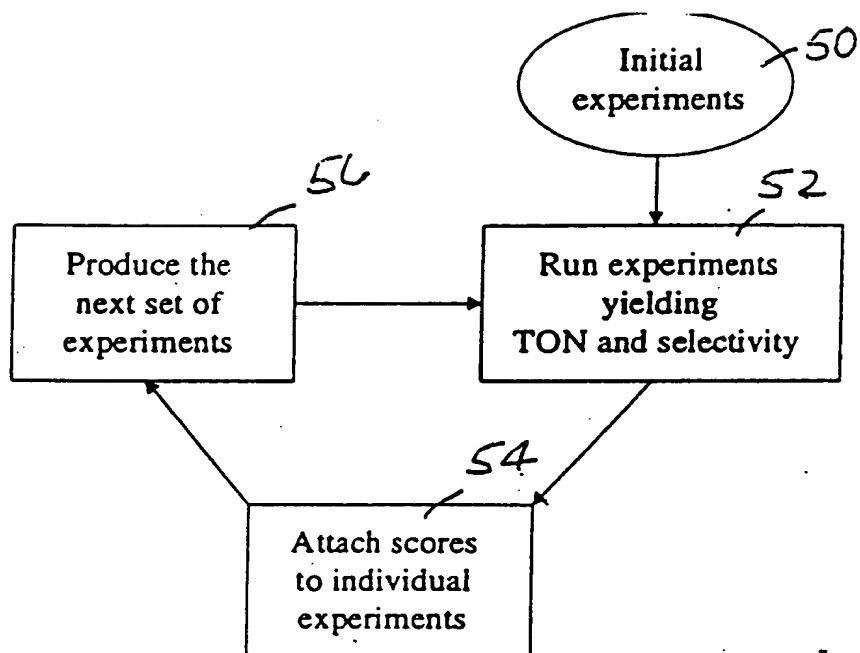 50
Initial
experiments
56
52
Produce the
next set of
experiments
Run experiments
yielding
TON and selectivity
54
Attach scores
to individual
experiments